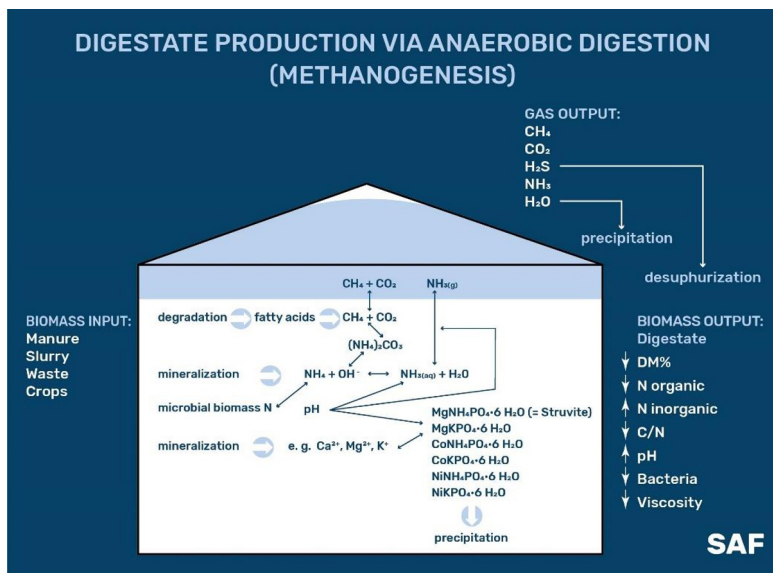 DIGESTATE PRODUCTION VIA ANAEROBIC DIGESTION
(METHANOGENESIS)
GAS OUTPUT:
CH₄
CO₂
H₂S
NH₃
H₂O
precipitation
desuphurization
BIOMASS INPUT:
Manure
Slurry
Waste
Crops
CH₄ + CO₂ NH₃(g)
degradation fatty acids CH₄ + CO₂
(NH₄)₂CO₃
mineralization NH₄ + OH⁻ NH₃(aq) + H₂O
microbial biomass N pH
mineralization e. g. Ca²⁺, Mg²⁺, K⁺
MgNH₄PO₄·6 H₂O (= Struvite)
MgKPO₄·6 H₂O
CoNH₄PO₄·6 H₂O
CoKPO₄·6 H₂O
NiNH₄PO₄·6 H₂O
NiKPO₄·6 H₂O
precipitation
BIOMASS OUTPUT:
Digestate
DM%
N organic
N inorganic
C/N
pH
Bacteria
Viscosity
SAF